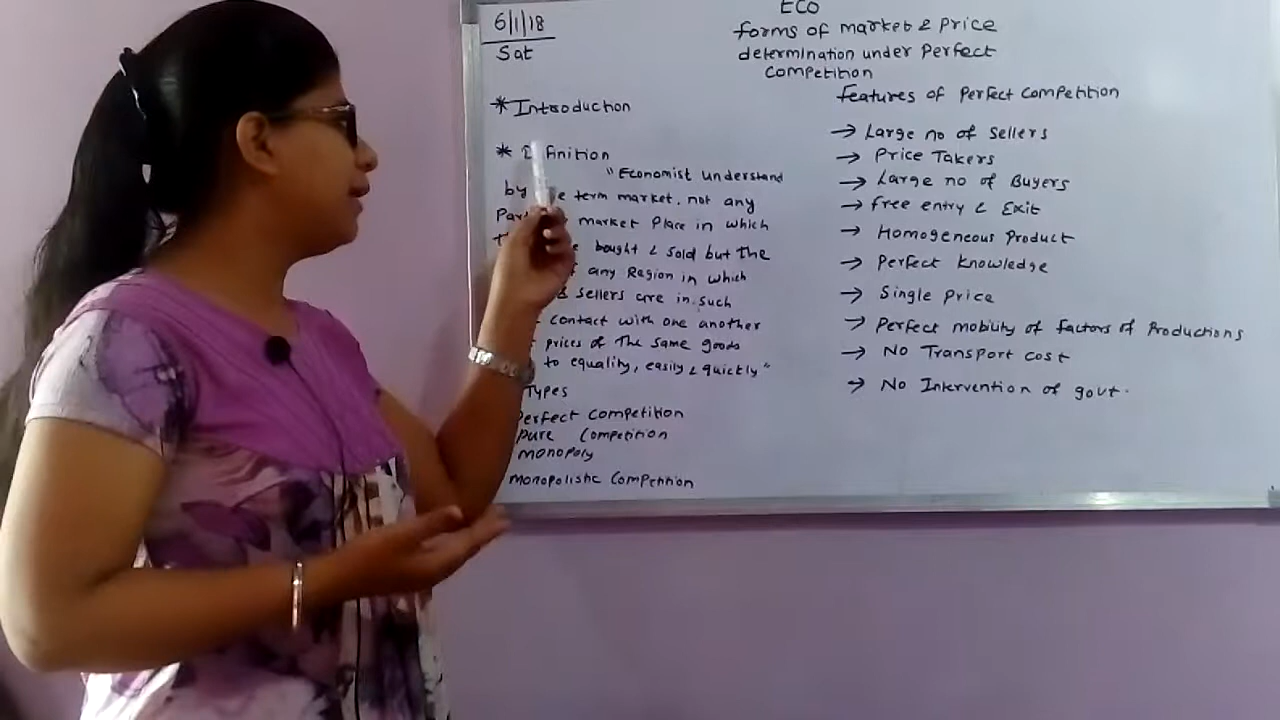 6/1/18
Sat
ECO
forms of market & Price
determination under Perfect
Competition
* Introduction
* Definition
"Economist understand
by term market, not any
market Place in which
bought & sold but the
any Region in which
& sellers are in such
contact with one another
prices of The same goods
to equality, easily & quickly"
Types
Perfect Competition
Pure Competition
monopoly
monopolistic Competition
features of Perfect Competition
→ Large no of Sellers
→ Price Takers
→ Large no of Buyers
→ free entry & Exit
→ Homogeneous Product
→ Perfect Knowledge
→ Single Price
→ Perfect mobility of factors of Productions
→ No Transport cost
→ No Intervention of govt.